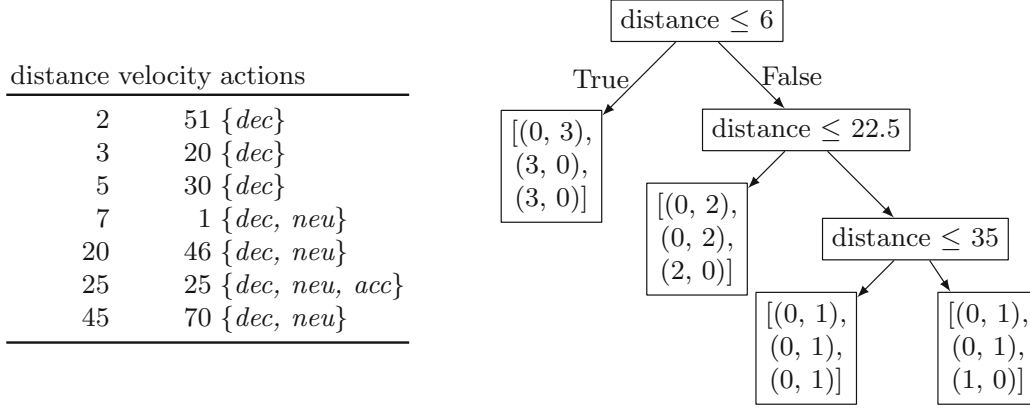 distance velocity actions
2 51 {dec}
3 20 {dec}
5 30 {dec}
7 1 {dec, neu}
20 46 {dec, neu}
25 25 {dec, neu, acc}
45 70 {dec, neu}
distance ≤ 6
True
False
[(0, 3),
(3, 0),
(3, 0)]
distance ≤ 22.5
[(0, 2),
(0, 2),
(2, 0)]
distance ≤ 35
[(0, 1),
(0, 1),
(0, 1)]
[(0, 1),
(0, 1),
(1, 0)]